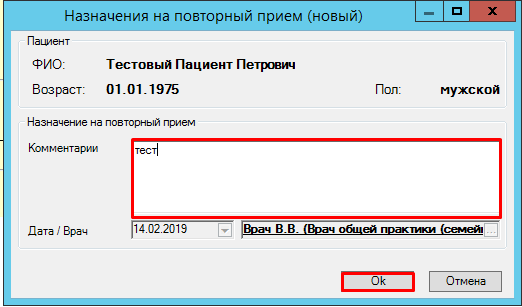 Назначения на повторный прием (новый)
Пациент
ФИО: Тестовый Пациент Петрович
Возраст: 01.01.1975 Пол: мужской
Назначение на повторный прием
Комментарии тест
Дата / Врач 14.02.2019 Врач В.В. (Врач общей практики (семей ...
Ok Отмена